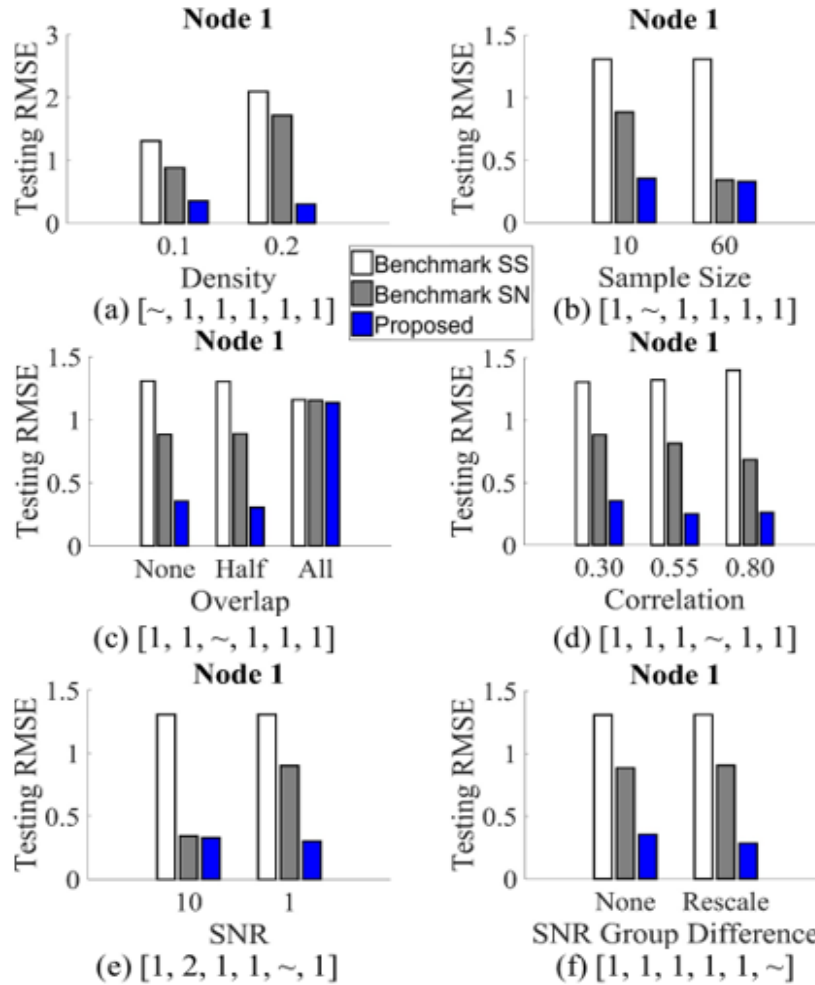 Node 1
Testing RMSE
3
2
1
0
0.1 0.2
Density
(a) [~, 1, 1, 1, 1, 1]
Node 1
Testing RMSE
1.5
1
0.5
0
10 60
Sample Size
(b) [1, ~, 1, 1, 1, 1]
Benchmark SS
Benchmark SN
Proposed
Node 1
Testing RMSE
1.5
1
0.5
0
None Half All
Overlap
(c) [1, 1, ~, 1, 1, 1]
Node 1
Testing RMSE
1.5
1
0.5
0
0.30 0.55 0.80
Correlation
(d) [1, 1, 1, ~, 1, 1]
Node 1
Testing RMSE
1.5
1
0.5
0
10 1
SNR
(e) [1, 2, 1, 1, ~, 1]
Node 1
Testing RMSE
1.5
1
0.5
0
None Rescale
SNR Group Difference
(f) [1, 1, 1, 1, 1, ~]